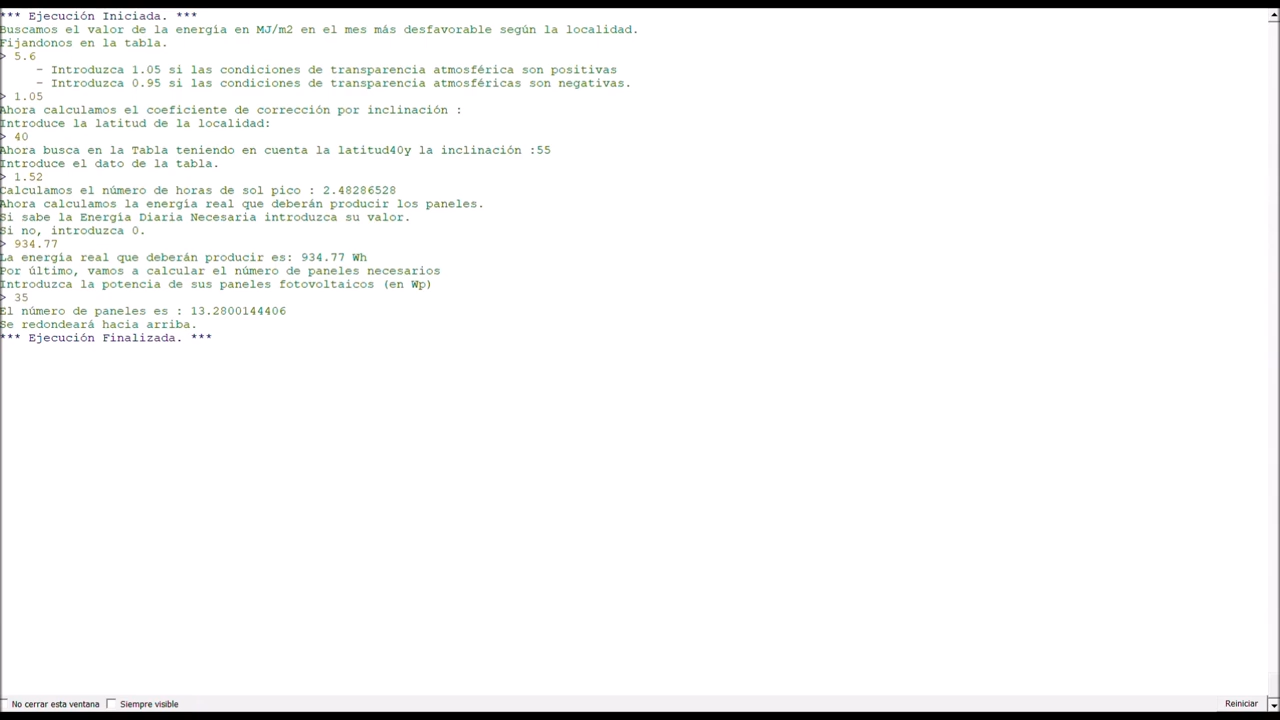 *** Ejecución Iniciada. ***
Buscamos el valor de la energía en MJ/m2 en el mes más desfavorable según la localidad.
Fijandonos en la tabla.
> 5.6
- Introduzca 1.05 si las condiciones de transparencia atmosférica son positivas
- Introduzca 0.95 si las condiciones de transparencia atmosféricas son negativas.
> 1.05
Ahora calculamos el coeficiente de corrección por inclinación :
Introduce la latitud de la localidad:
> 40
Ahora busca en la Tabla teniendo en cuenta la latitud40y la inclinación :55
Introduce el dato de la tabla.
> 1.52
Calculamos el número de horas de sol pico : 2.48286528
Ahora calculamos la energía real que deberán producir los paneles.
Si sabe la Energía Diaria Necesaria introduzca su valor.
Si no, introduzca 0.
> 934.77
La energía real que deberán producir es: 934.77 Wh
Por último, vamos a calcular el número de paneles necesarios
Introduzca la potencia de sus paneles fotovoltaicos (en Wp)
> 35
El número de paneles es : 13.2800144406
Se redondeará hacia arriba.
*** Ejecución Finalizada. ***
No cerrar esta ventana Siempre visible Reiniciar